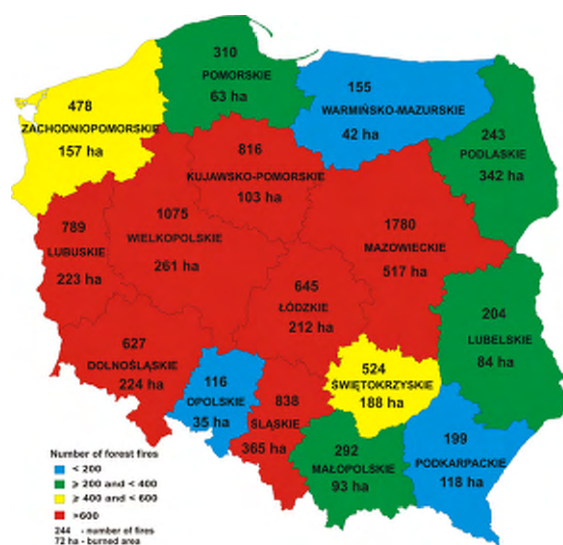 310
POMORSKIE
63 ha
155
WARMIŃSKO-MAZURSKIE
42 ha
478
ZACHODNIOPOMORSKIE
157 ha
243
PODLASKIE
342 ha
816
KUJAWSKO-POMORSKIE
103 ha
789
LUBUSKIE
223 ha
1075
WIELKOPOLSKIE
261 ha
1780
MAZOWIECKIE
517 ha
645
ŁÓDZKIE
212 ha
204
LUBELSKIE
84 ha
627
DOLNOŚLĄSKIE
224 ha
116
OPOLSKIE
35 ha
838
ŚLĄSKIE
365 ha
524
ŚWIĘTOKRZYSKIE
188 ha
292
MAŁOPOLSKIE
93 ha
199
PODKARPACKIE
118 ha
Number of forest fires
< 200
≥ 200 and < 400
≥ 400 and < 600
>600
244 - number of fires
72 ha - burned area